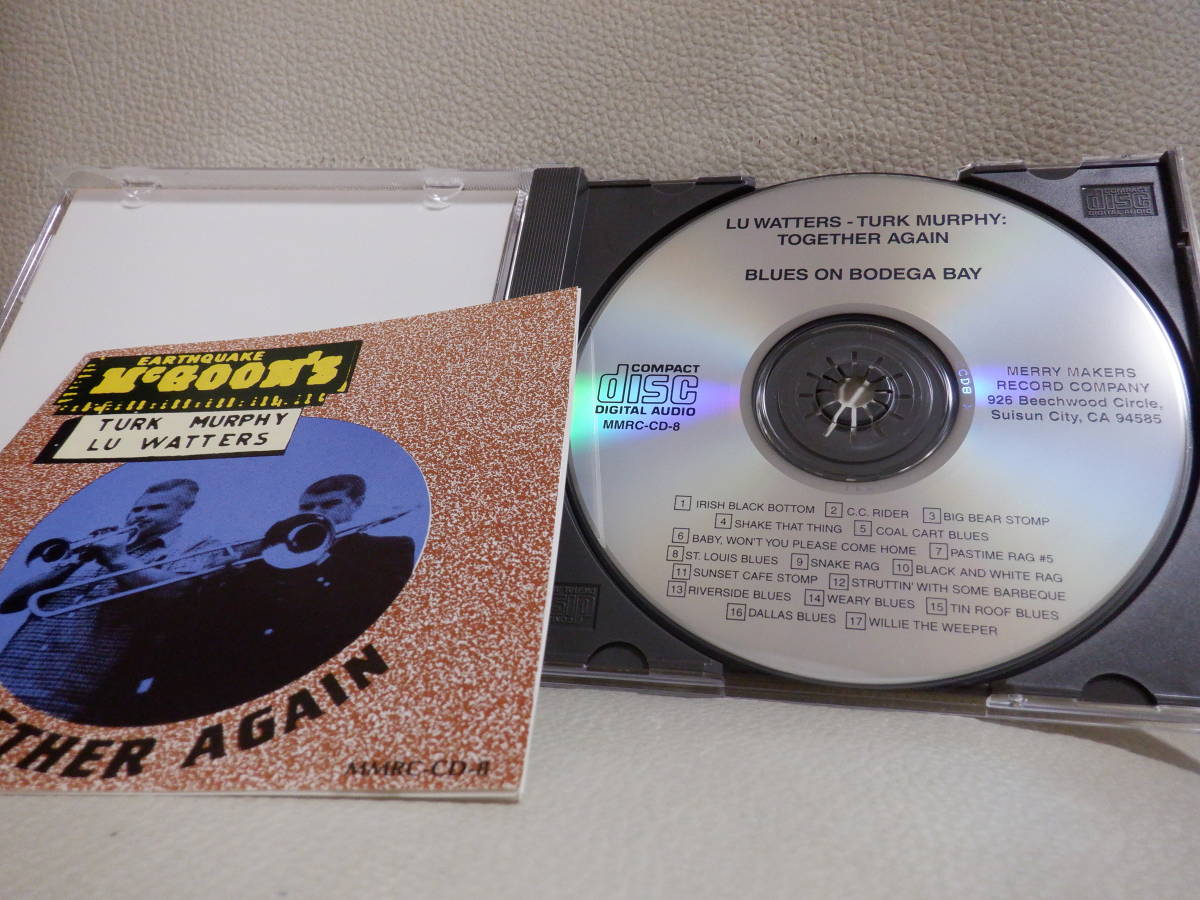 EARTHQUAKE
McGOON'S
TURK MURPHY
LU WATTERS
AGAIN
MMRC-CD-8
COMPACT
disc
DIGITAL AUDIO
LU WATTERS - TURK MURPHY:
TOGETHER AGAIN
BLUES ON BODEGA BAY
COMPACT
disc
DIGITAL AUDIO
MMRC-CD-8
CD8
MERRY MAKERS
RECORD COMPANY
926 Beechwood Circle,
Suisun City, CA 94585
1 IRISH BLACK BOTTOM 2 C.C. RIDER 3 BIG BEAR STOMP
4 SHAKE THAT THING 5 COAL CART BLUES
6 BABY, WON'T YOU PLEASE COME HOME 7 PASTIME RAG #5
8 ST. LOUIS BLUES 9 SNAKE RAG 10 BLACK AND WHITE RAG
11 SUNSET CAFE STOMP 12 STRUTTIN' WITH SOME BARBEQUE
13 RIVERSIDE BLUES 14 WEARY BLUES 15 TIN ROOF BLUES
16 DALLAS BLUES 17 WILLIE THE WEEPER